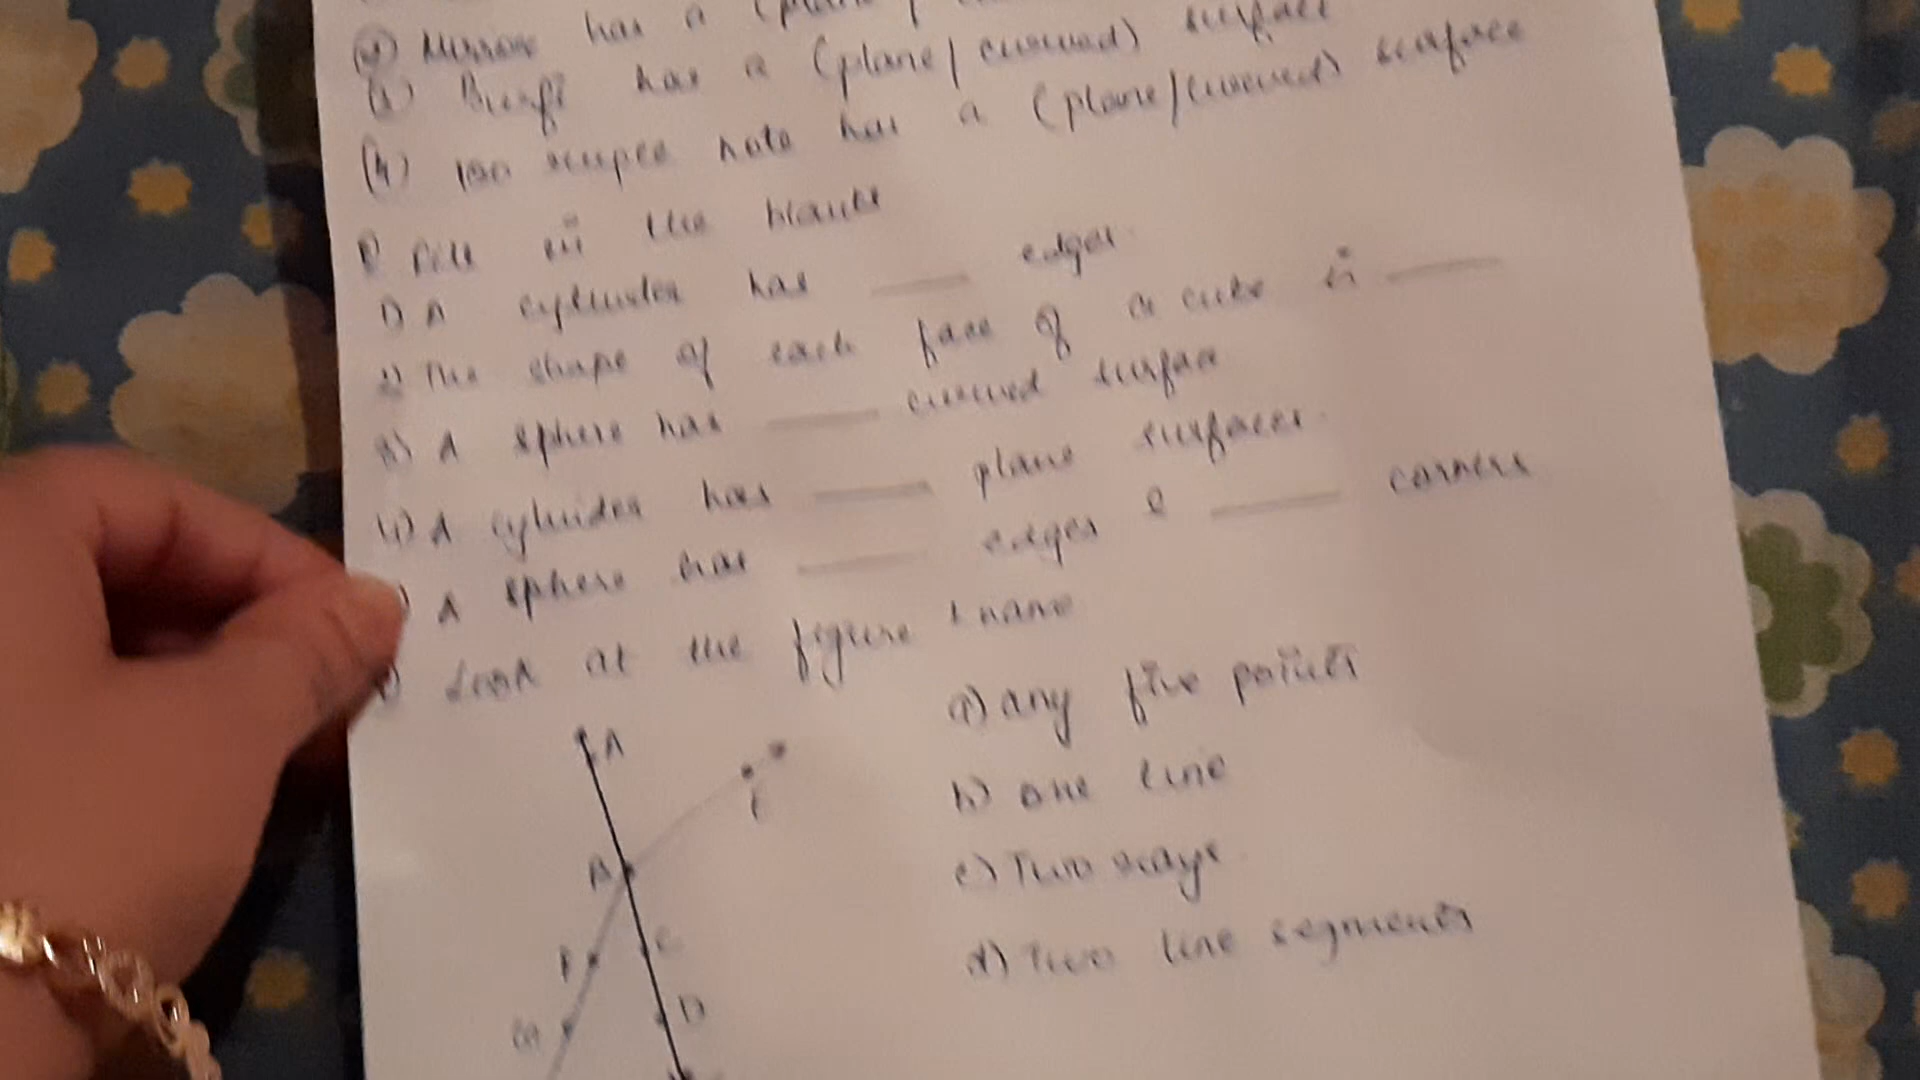 Mirror has a (plane/
Burfi has a (plane/curved) surface
(h) 100 rupee note has a (plane/curved) surface
Fill in the blanks
1) A cylinder has ____ edges
2) The shape of each face of a cube is ____
3) A sphere has ____ curved surface
4) A cylinder has ____ plane surfaces.
) A sphere has ____ edges & ____ corners
Look at the figure & name
a) any five points
b) one line
c) Two rays
d) Two line segments
A
B
C
D